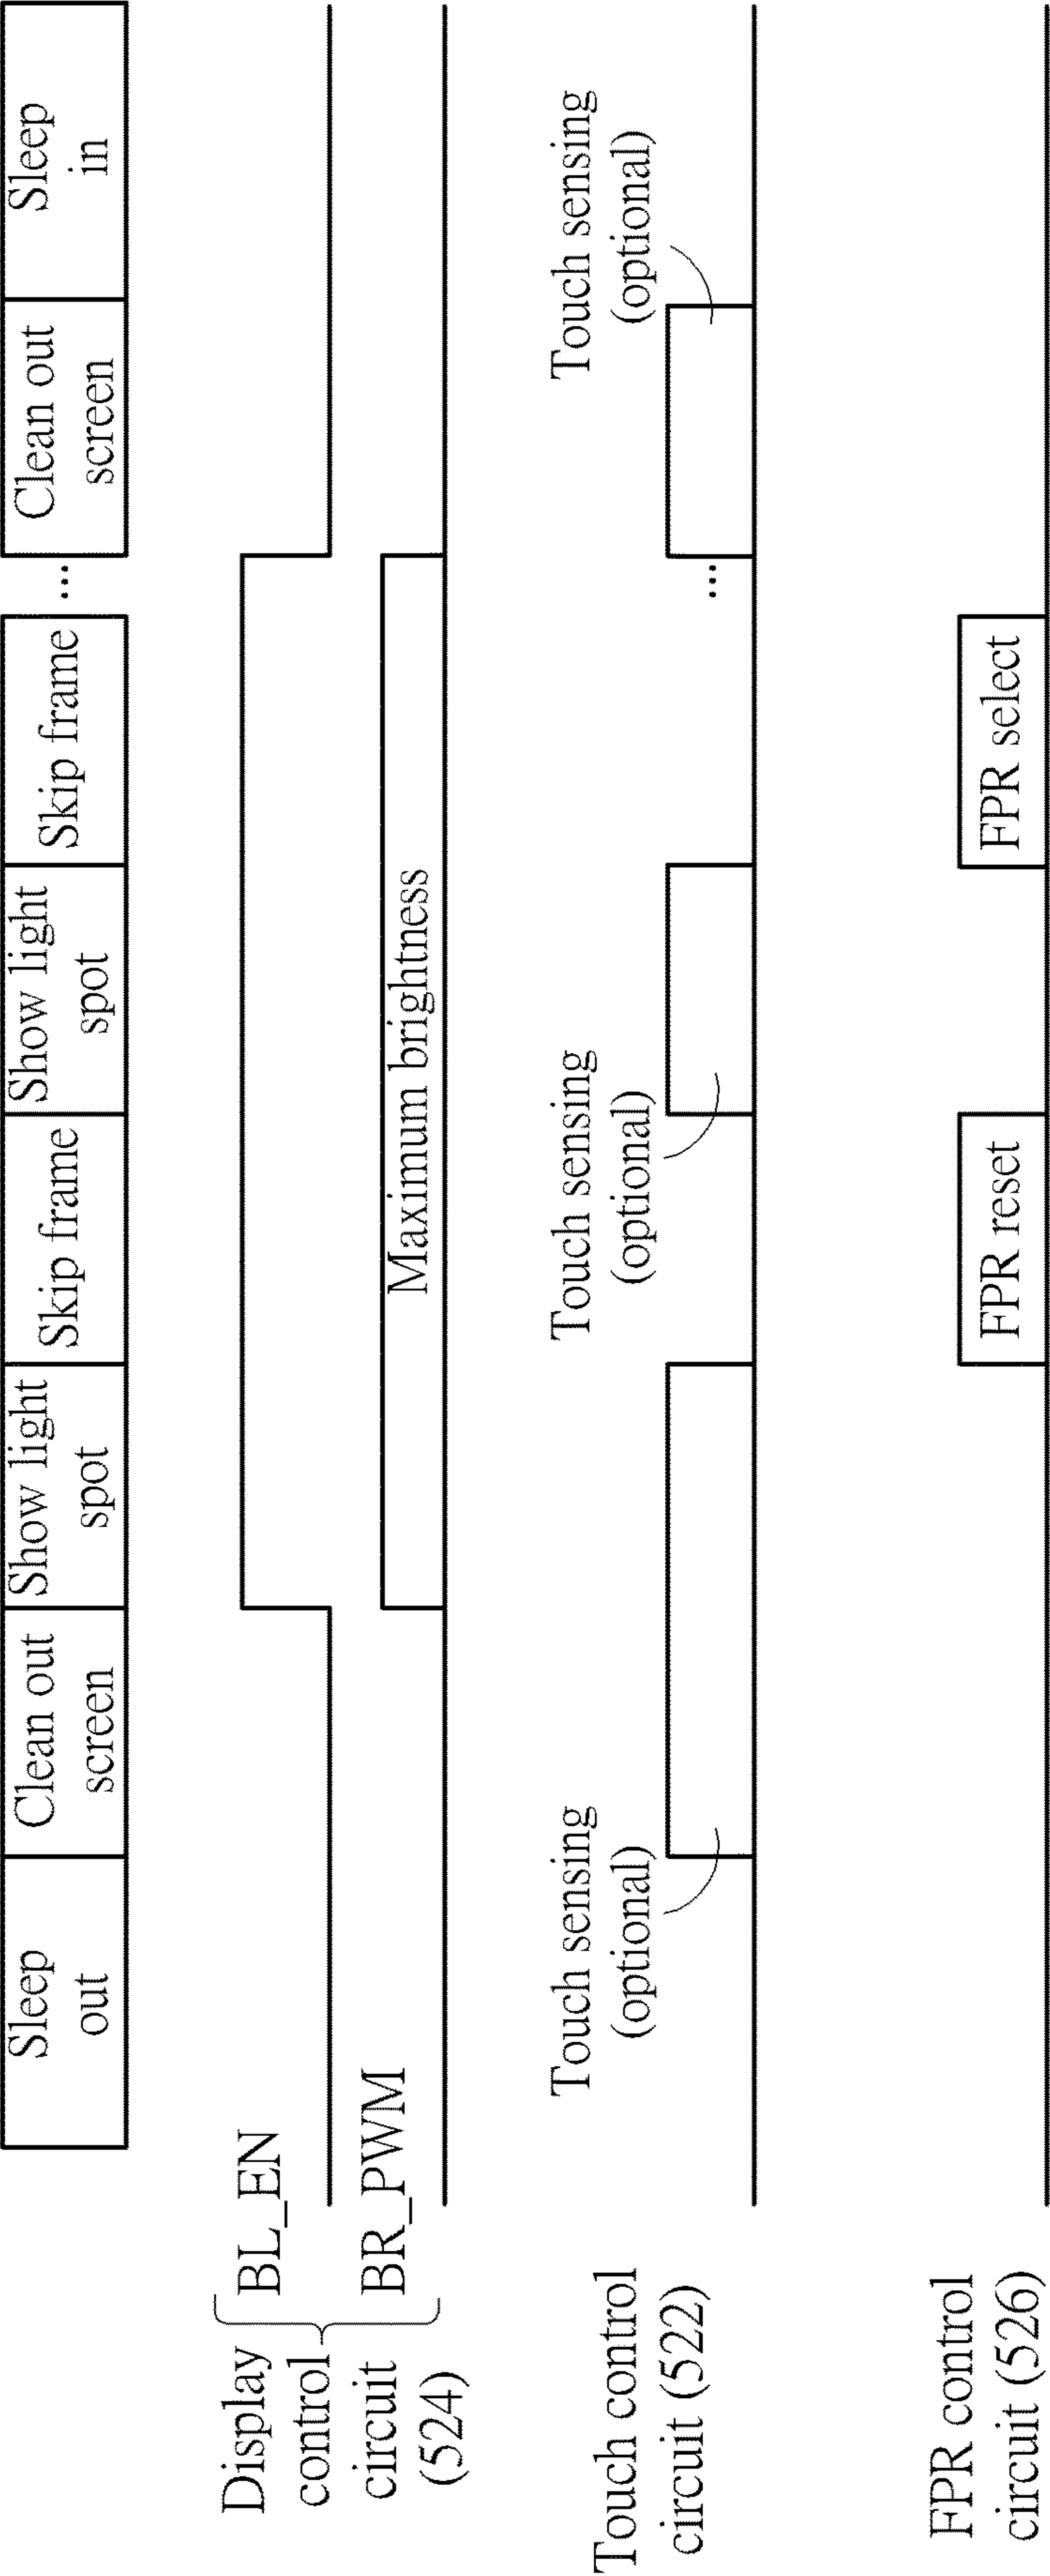 Sleep
out
Clean out
screen
Show light
spot
Skip frame
Show light
spot
Skip frame
...
Clean out
screen
Sleep
in
Display
control
circuit
(524)
BL_EN
BR_PWM
Maximum brightness
Touch control
circuit (522)
Touch sensing
(optional)
Touch sensing
(optional)
...
Touch sensing
(optional)
FPR control
circuit (526)
FPR reset
FPR select